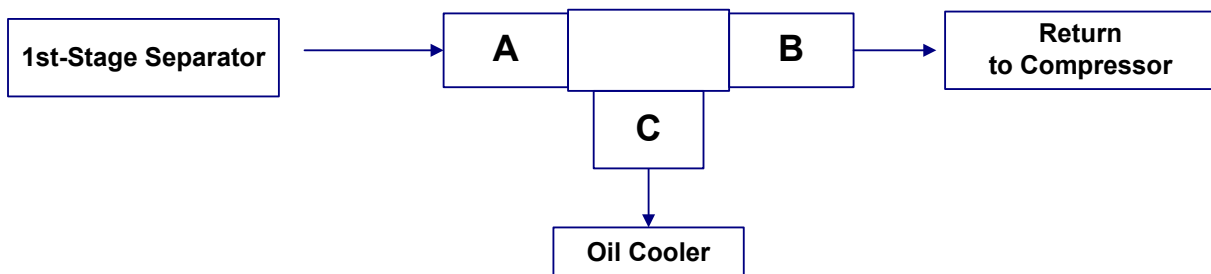 1st-Stage Separator
A
B
Return
to Compressor
C
Oil Cooler